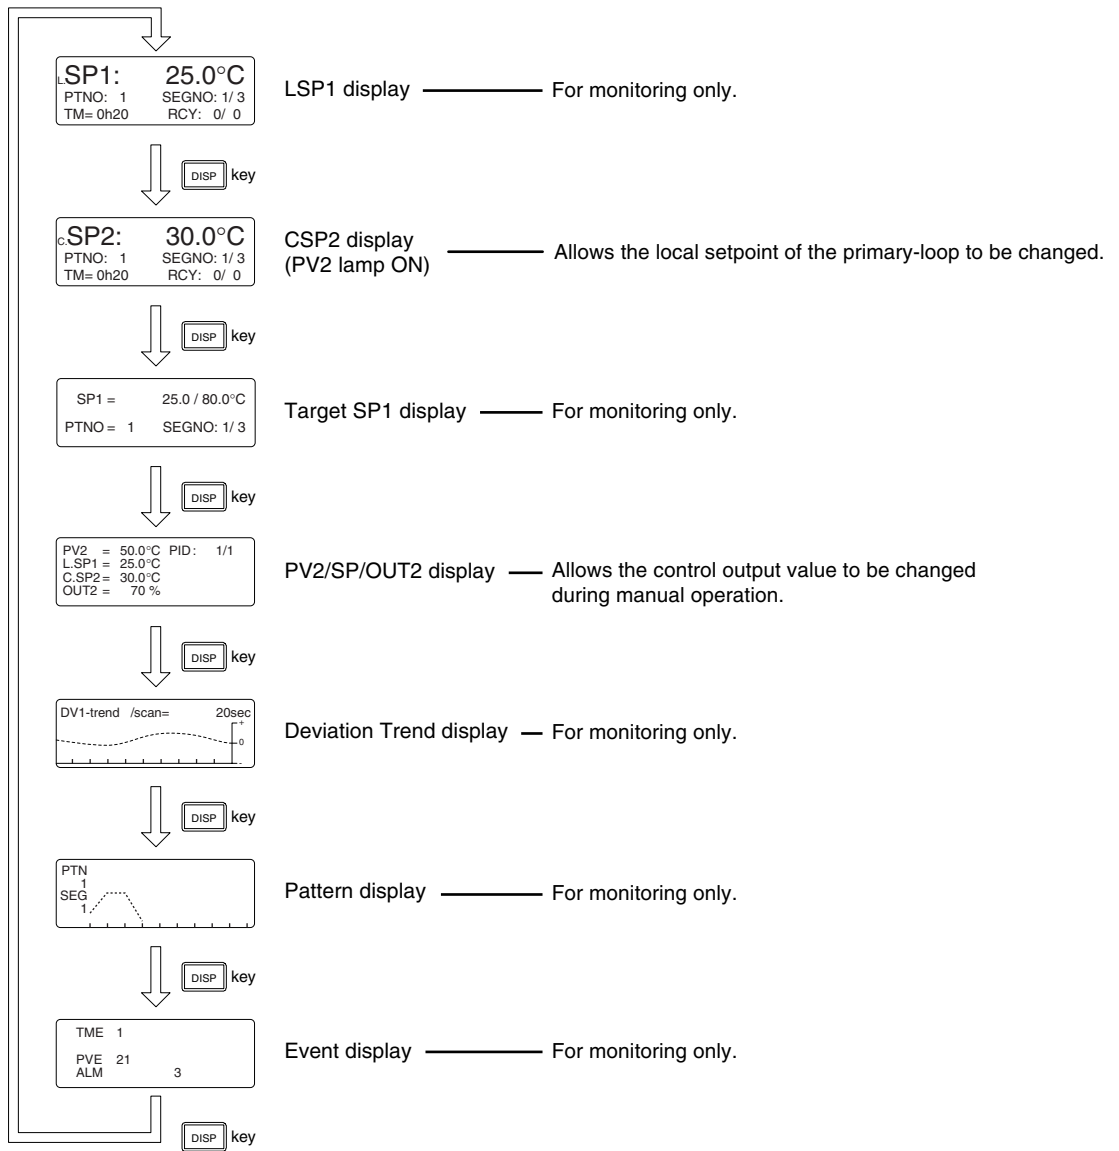 L.SP1: 25.0°C
PTNO: 1 SEGNO: 1/ 3
TM= 0h20 RCY: 0/ 0
LSP1 display
For monitoring only.
DISP key
C.SP2: 30.0°C
PTNO: 1 SEGNO: 1/ 3
TM= 0h20 RCY: 0/ 0
CSP2 display
(PV2 lamp ON)
Allows the local setpoint of the primary-loop to be changed.
DISP key
SP1 = 25.0 / 80.0°C
PTNO = 1 SEGNO: 1/ 3
Target SP1 display
For monitoring only.
DISP key
PV2 = 50.0°C PID: 1/1
L.SP1 = 25.0°C
C.SP2 = 30.0°C
OUT2 = 70 %
PV2/SP/OUT2 display
Allows the control output value to be changed
during manual operation.
DISP key
DV1-trend /scan= 20sec
+
0
-
Deviation Trend display
For monitoring only.
DISP key
PTN
1
SEG
1
Pattern display
For monitoring only.
DISP key
TME 1
PVE 21
ALM 3
Event display
For monitoring only.
DISP key